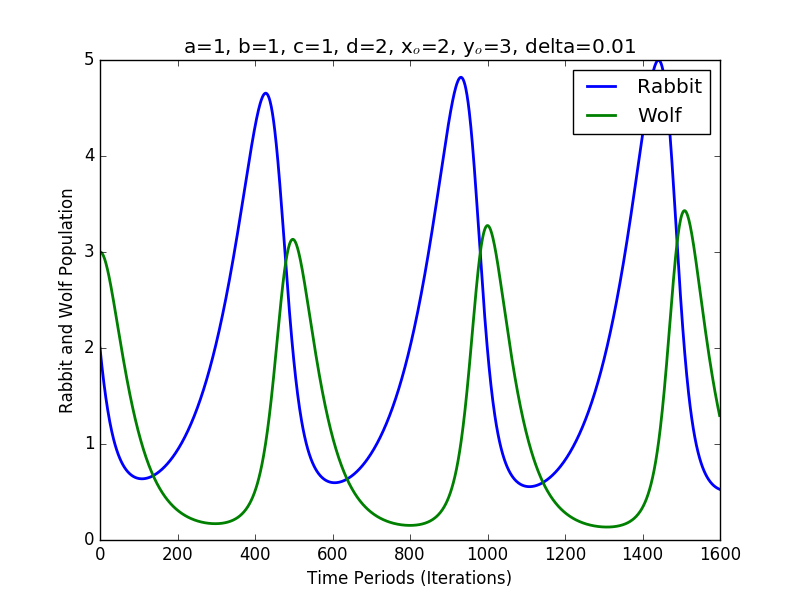 a=1, b=1, c=1, d=2, xₒ=2, yₒ=3, delta=0.01
Rabbit
Wolf
5
4
3
2
1
0
Rabbit and Wolf Population
0 200 400 600 800 1000 1200 1400 1600
Time Periods (Iterations)